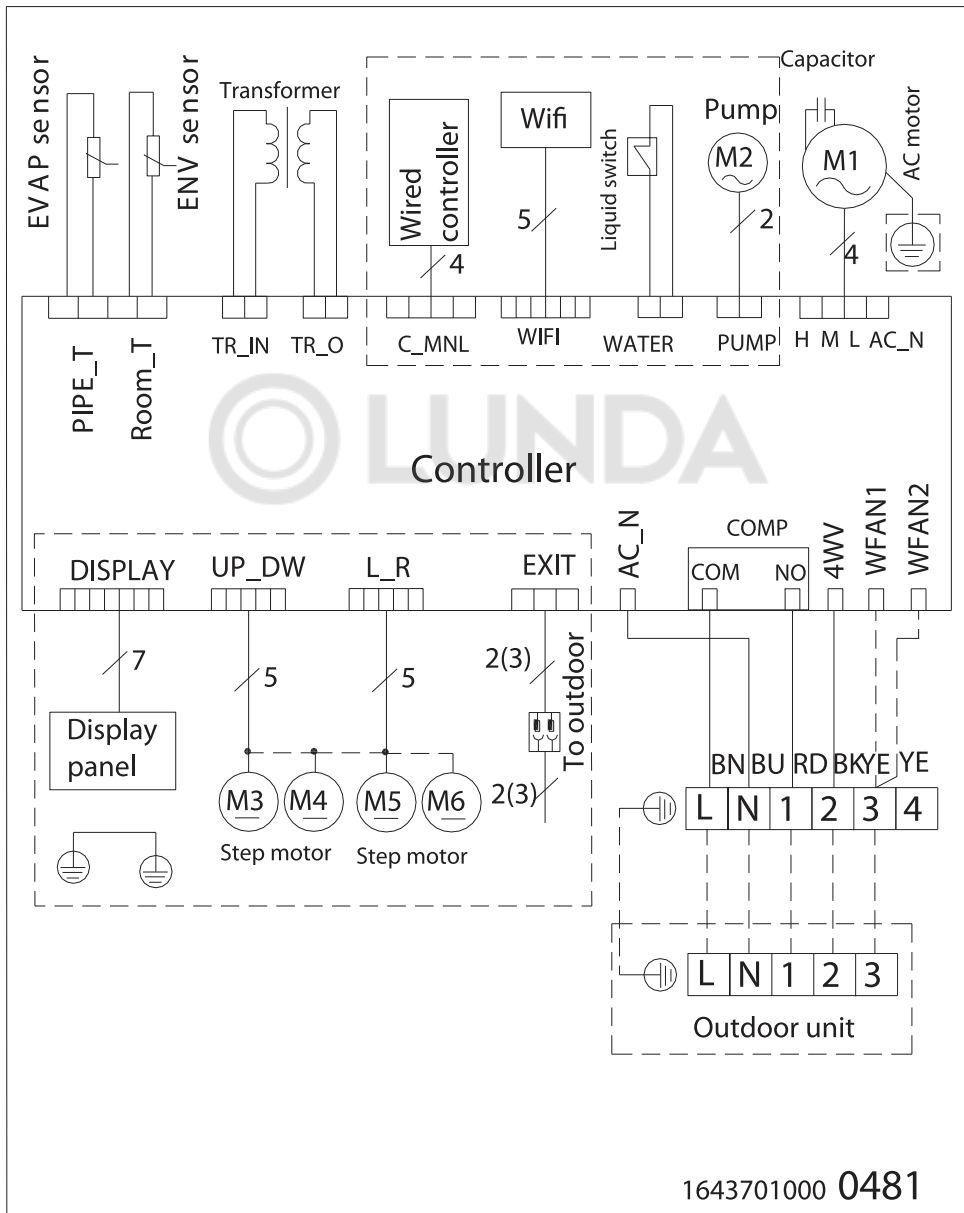 EVAP sensor
ENV sensor
Transformer
Wired
controller
Wifi
Liquid switch
Pump
M2
Capacitor
M1
AC motor
4
5
2
4
PIPE_T
Room_T
TR_IN
TR_O
C_MNL
WIFI
WATER
PUMP
H M L AC_N
LUNDA
Controller
DISPLAY
UP_DW
L_R
EXIT
AC_N
COMP
COM
NO
4WV
WFAN1
WFAN2
7
5
5
2(3)
To outdoor
2(3)
Display
panel
M3
M4
M5
M6
Step motor
Step motor
BN BU RD BK YE YE
L N 1 2 3 4
L N 1 2 3
Outdoor unit
1643701000 0481